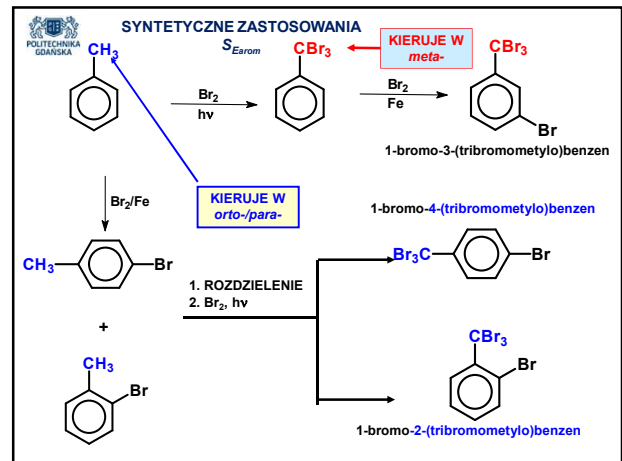 POLITECHNIKA
GDAŃSKA
SYNTETYCZNE ZASTOSOWANIA
S_Earom
CH3
CBr3
KIERUJE W
meta-
CBr3
Br2
hν
Br2
Fe
Br
1-bromo-3-(tribromometylo)benzen
Br2/Fe
KIERUJE W
orto-/para-
1-bromo-4-(tribromometylo)benzen
CH3
Br
Br3C
Br
1. ROZDZIELENIE
2. Br2, hν
+
CH3
Br
CBr3
Br
1-bromo-2-(tribromometylo)benzen